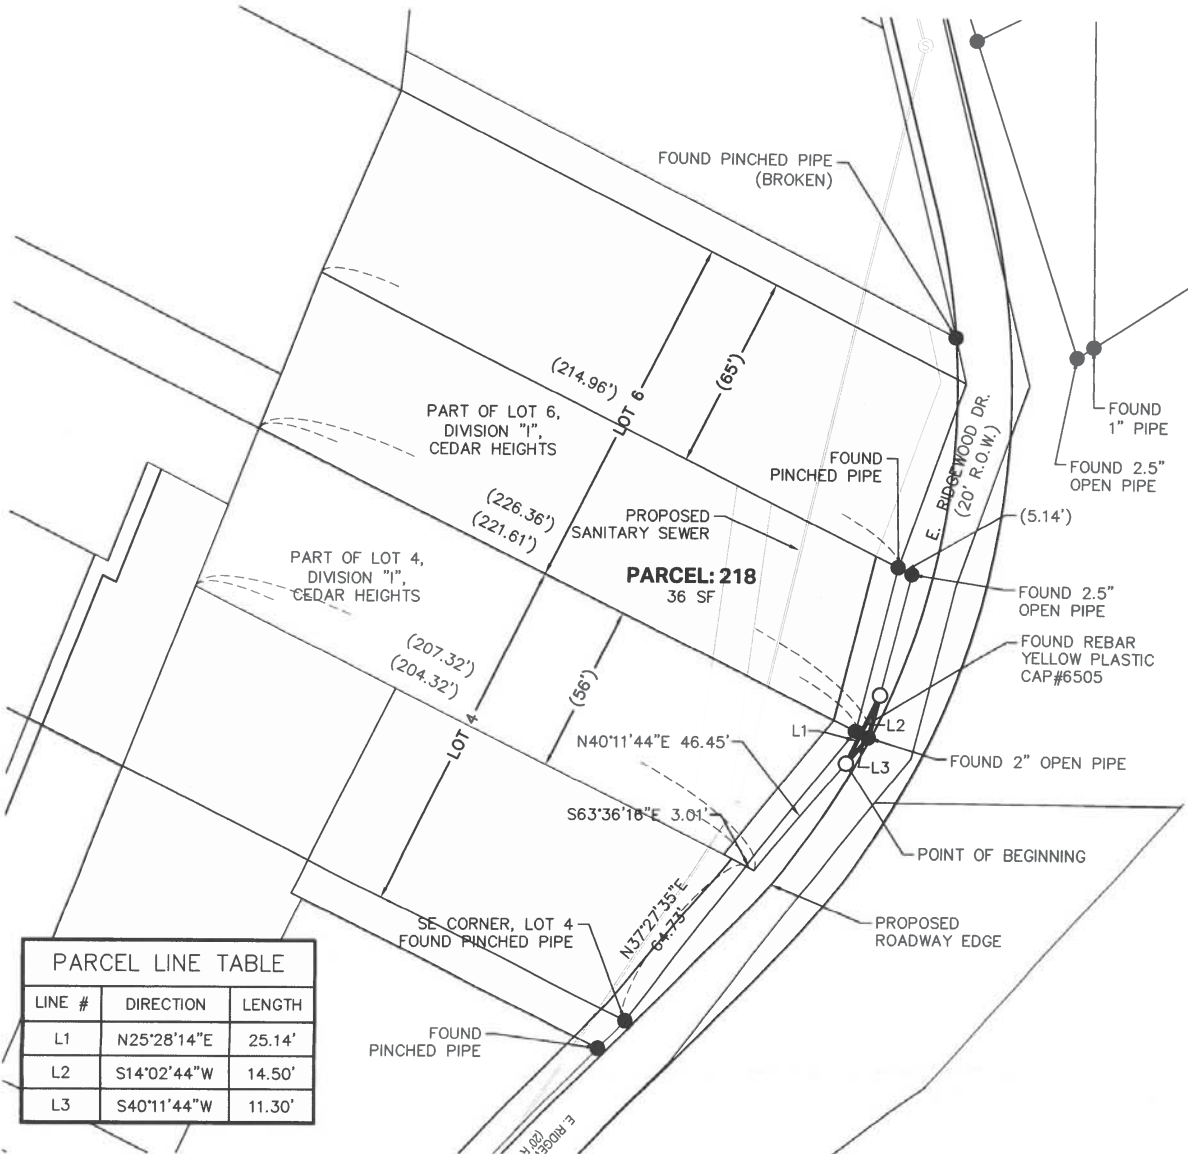 S
FOUND PINCHED PIPE
(BROKEN)
(214.96')
LOT 6
(65')
PART OF LOT 6,
DIVISION "I",
CEDAR HEIGHTS
FOUND
1" PIPE
FOUND 2.5"
OPEN PIPE
E. RIDGEWOOD DR.
(20' R.O.W.)
FOUND
PINCHED PIPE
(226.36')
(221.61')
PROPOSED
SANITARY SEWER
(5.14')
PART OF LOT 4,
DIVISION "I",
CEDAR HEIGHTS
PARCEL: 218
36 SF
FOUND 2.5"
OPEN PIPE
FOUND REBAR
YELLOW PLASTIC
CAP#6505
(207.32')
(204.32')
(56')
LOT 4
L1
L2
L3
N40°11'44"E 46.45'
FOUND 2" OPEN PIPE
S63°36'16"E 3.01'
POINT OF BEGINNING
N37°27'35"E
64.73'
SE CORNER, LOT 4
FOUND PINCHED PIPE
PROPOSED
ROADWAY EDGE
FOUND
PINCHED PIPE
PARCEL LINE TABLE
LINE # DIRECTION LENGTH
L1 N25°28'14"E 25.14'
L2 S14°02'44"W 14.50'
L3 S40°11'44"W 11.30'
E. RIDGE
(20' R